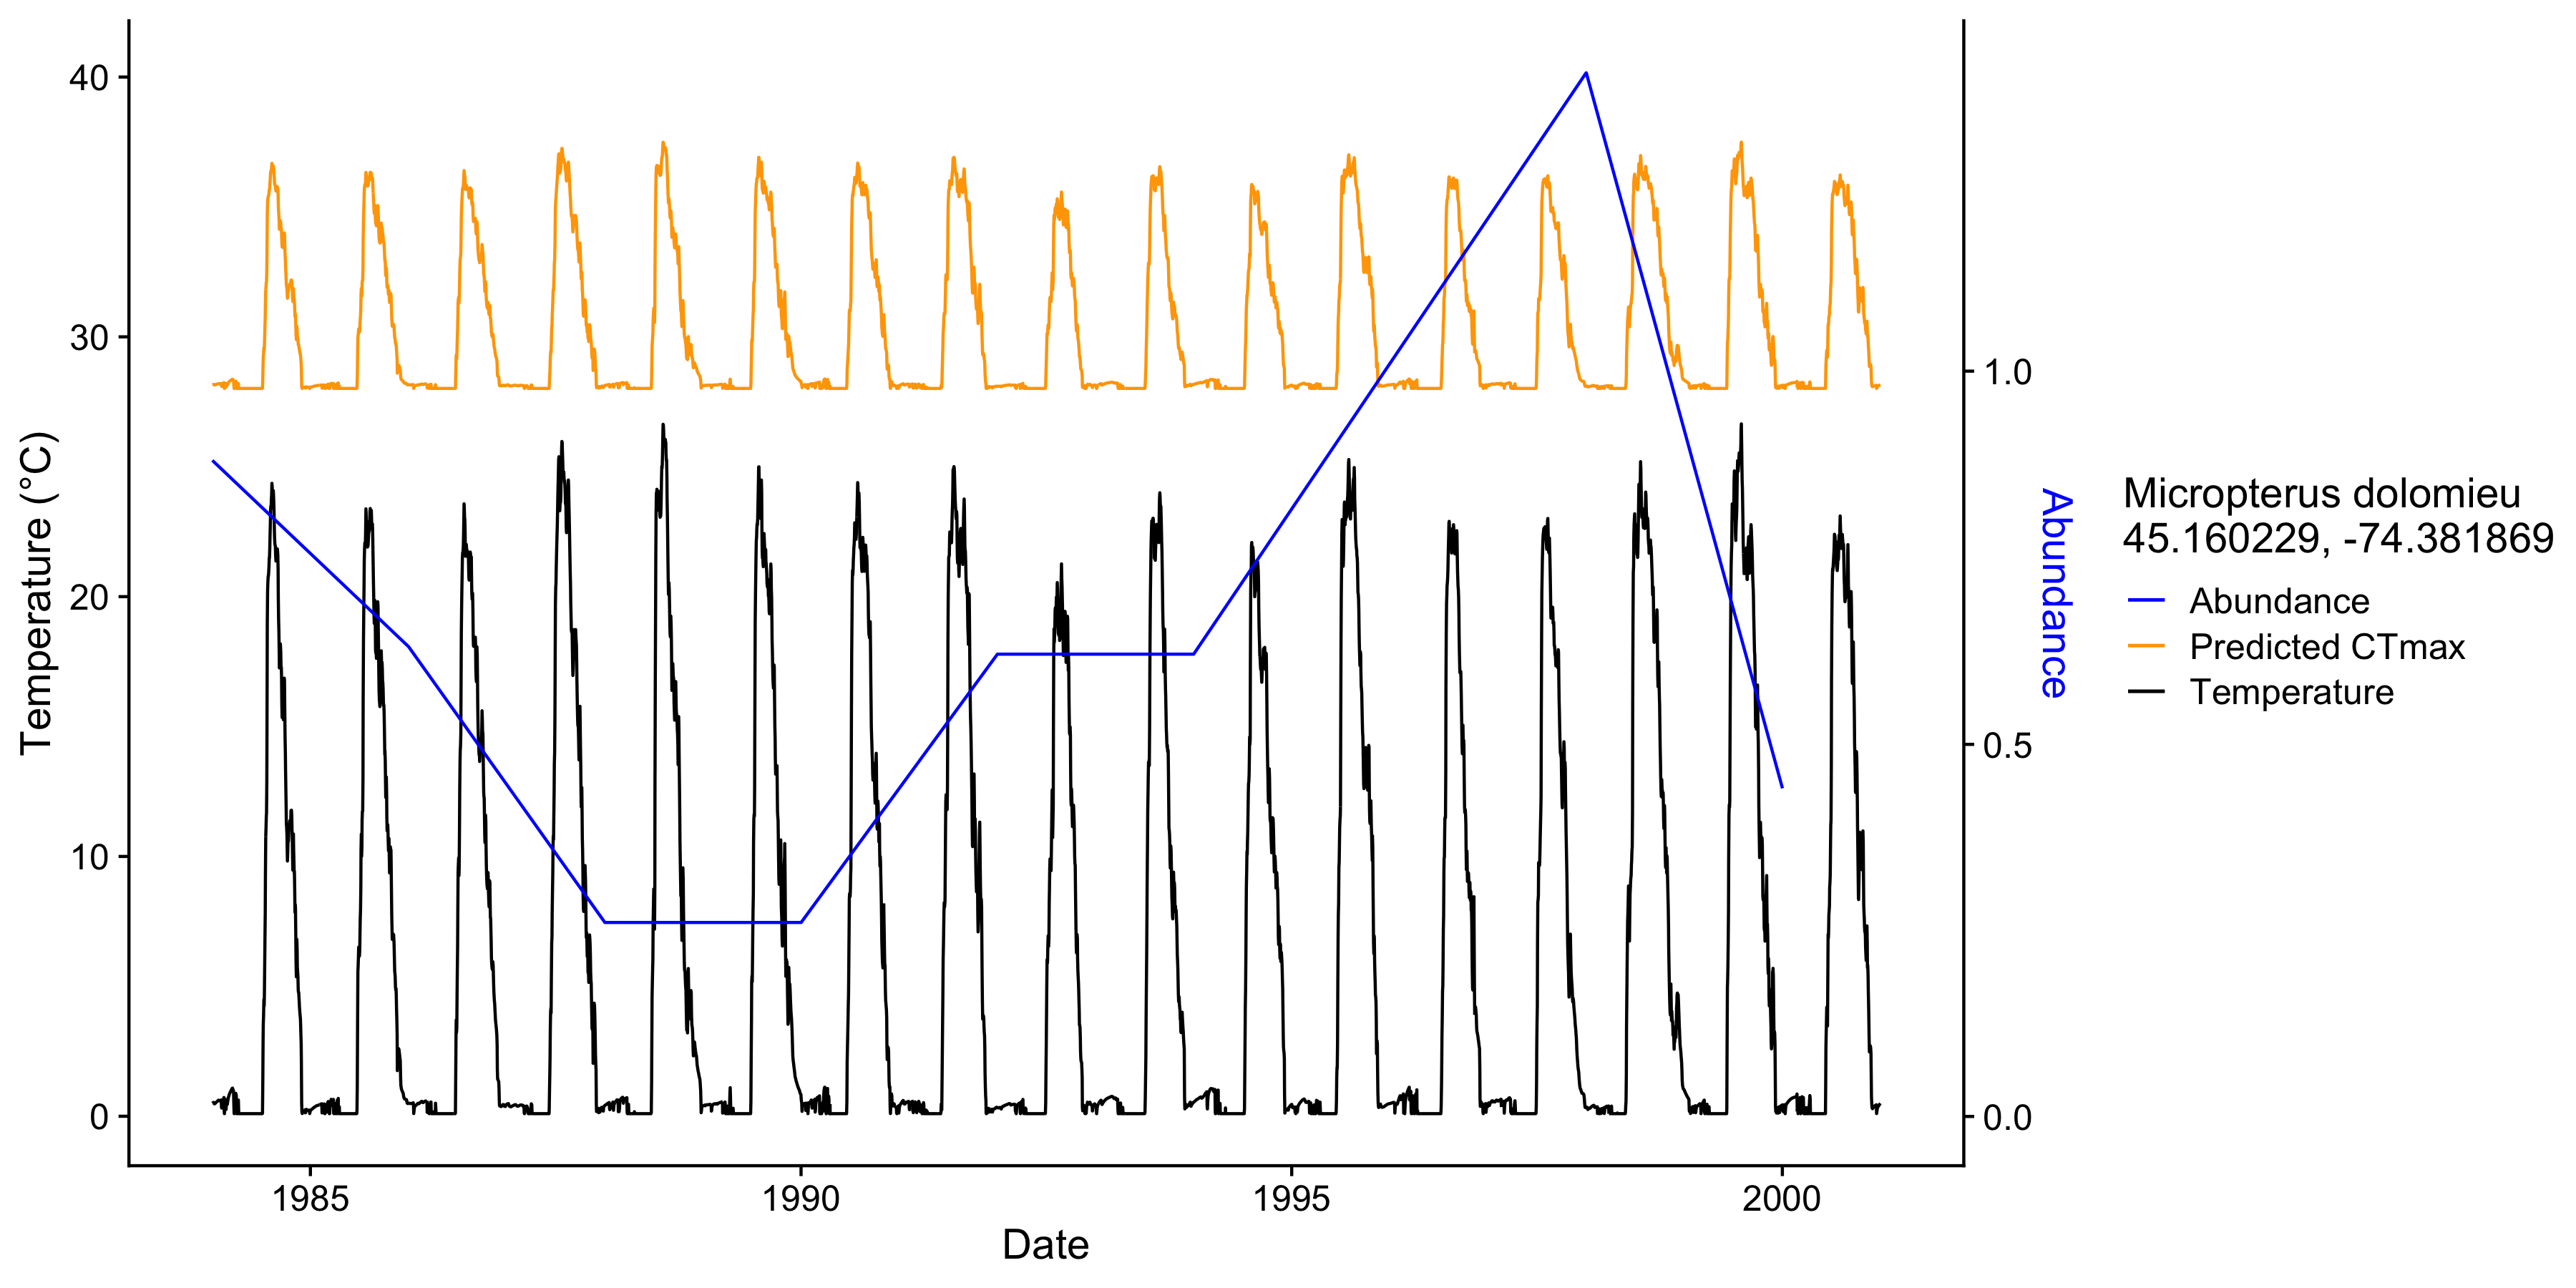 40
30
20
10
0
Temperature (°C)
1985
1990
1995
2000
Date
1.0
0.5
0.0
Abundance
Micropterus dolomieu
45.160229, -74.381869
Abundance
Predicted CTmax
Temperature